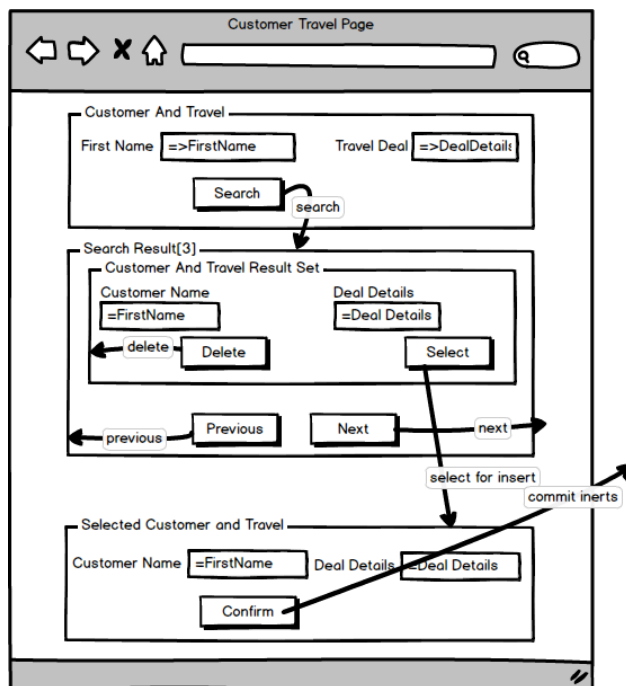 Customer Travel Page
Customer And Travel
First Name =>FirstName Travel Deal =>DealDetails
Search
search
Search Result[3]
Customer And Travel Result Set
Customer Name Deal Details
=FirstName =Deal Details
delete Delete Select
previous Previous Next next
select for insert
commit inerts
Selected Customer and Travel
Customer Name =FirstName Deal Details =Deal Details
Confirm